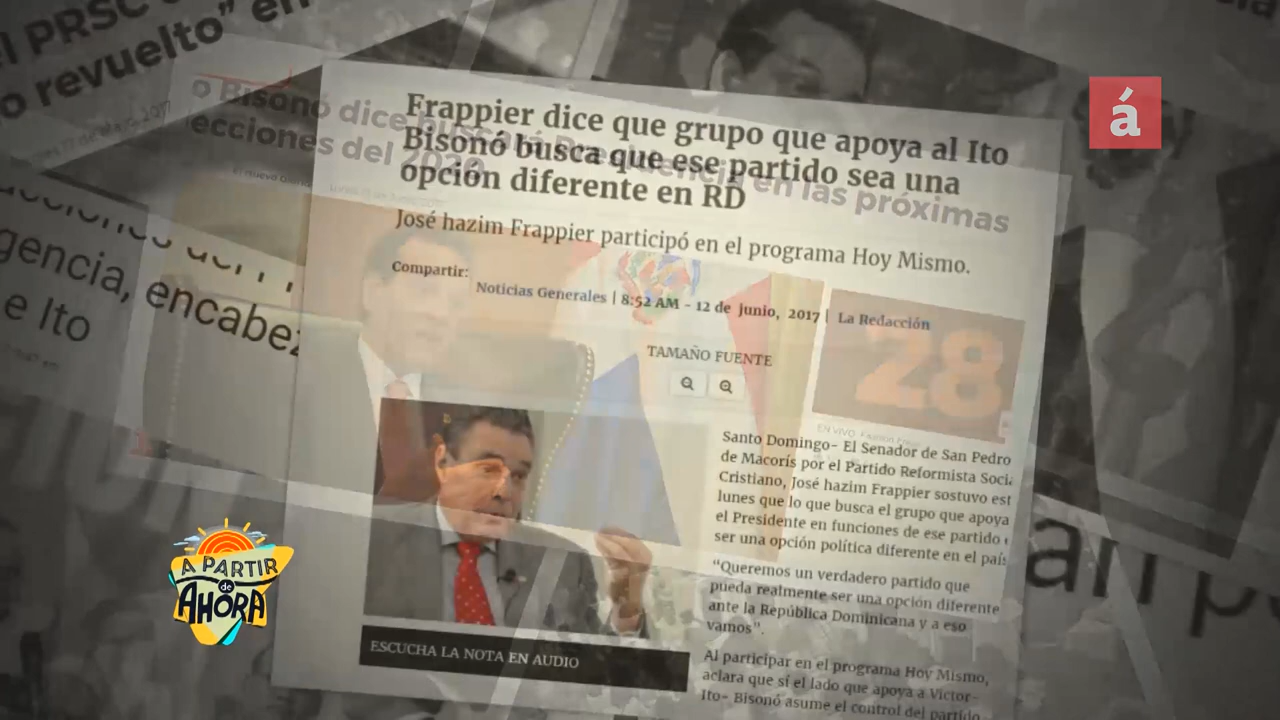 l PRSC
o revuelto" en
á
o Bisonó dice buscará Presidencia en las próximas
ecciones del 2020
Frappier dice que grupo que apoya al Ito
Bisonó busca que ese partido sea una
opción diferente en RD
José hazim Frappier participó en el programa Hoy Mismo.
Compartir:
Noticias Generales | 8:52 AM - 12 de Junio, 2017 | La Redacción
gencia, encabez
e Ito
TAMAÑO FUENTE
28
Santo Domingo- El Senador de San Pedro
de Macorís por el Partido Reformista Socia
Cristiano, José hazim Frappier sostuvo est
lunes que lo que busca el grupo que apoya
el Presidente en funciones de ese partido
ser una opción política diferente en el país
"Queremos un verdadero partido que
pueda realmente ser una opción diferente
ante la República Dominicana y a eso
vamos".
Al participar en el programa Hoy Mismo,
aclara que sí el lado que apoya a Víctor-
Ito- Bisonó asume el control del partido
ESCUCHA LA NOTA EN AUDIO
A PARTIR
de
AHORA